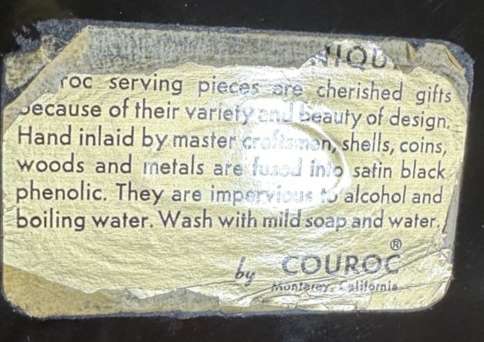 NIQU
roc serving pieces are cherished gifts
because of their variety and beauty of design.
Hand inlaid by master craftsmen, shells, coins,
woods and metals are fused into satin black
phenolic. They are impervious to alcohol and
boiling water. Wash with mild soap and water.
by COUROC®
Monterey, California